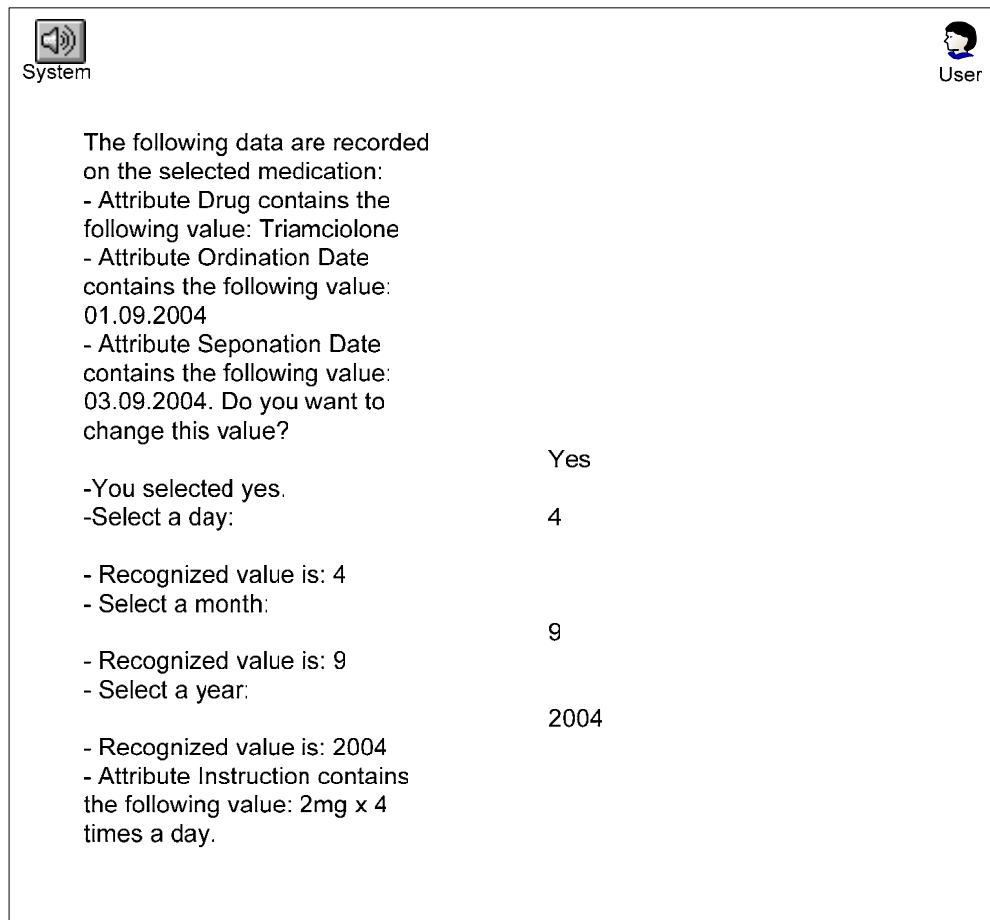 System
User
The following data are recorded
on the selected medication:
- Attribute Drug contains the
following value: Triamciolone
- Attribute Ordination Date
contains the following value:
01.09.2004
- Attribute Seponation Date
contains the following value:
03.09.2004. Do you want to
change this value?
Yes
-You selected yes.
-Select a day:
4
- Recognized value is: 4
- Select a month:
9
- Recognized value is: 9
- Select a year:
2004
- Recognized value is: 2004
- Attribute Instruction contains
the following value: 2mg x 4
times a day.